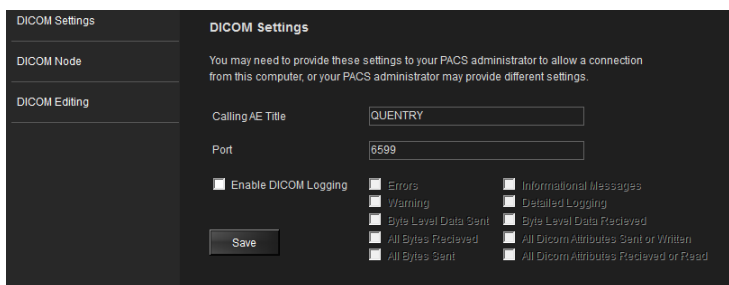 DICOM Settings
DICOM Node
DICOM Editing
DICOM Settings
You may need to provide these settings to your PACS administrator to allow a connection
from this computer, or your PACS administrator may provide different settings.
Calling AE Title QUENTRY
Port 6599
Enable DICOM Logging Errors Informational Messages
Warning Detailed Logging
Byte Level Data Sent Byte Level Data Recieved
All Bytes Recieved All Dicom Attributes Sent or Written
All Bytes Sent All Dicom Attributes Recieved or Read
Save